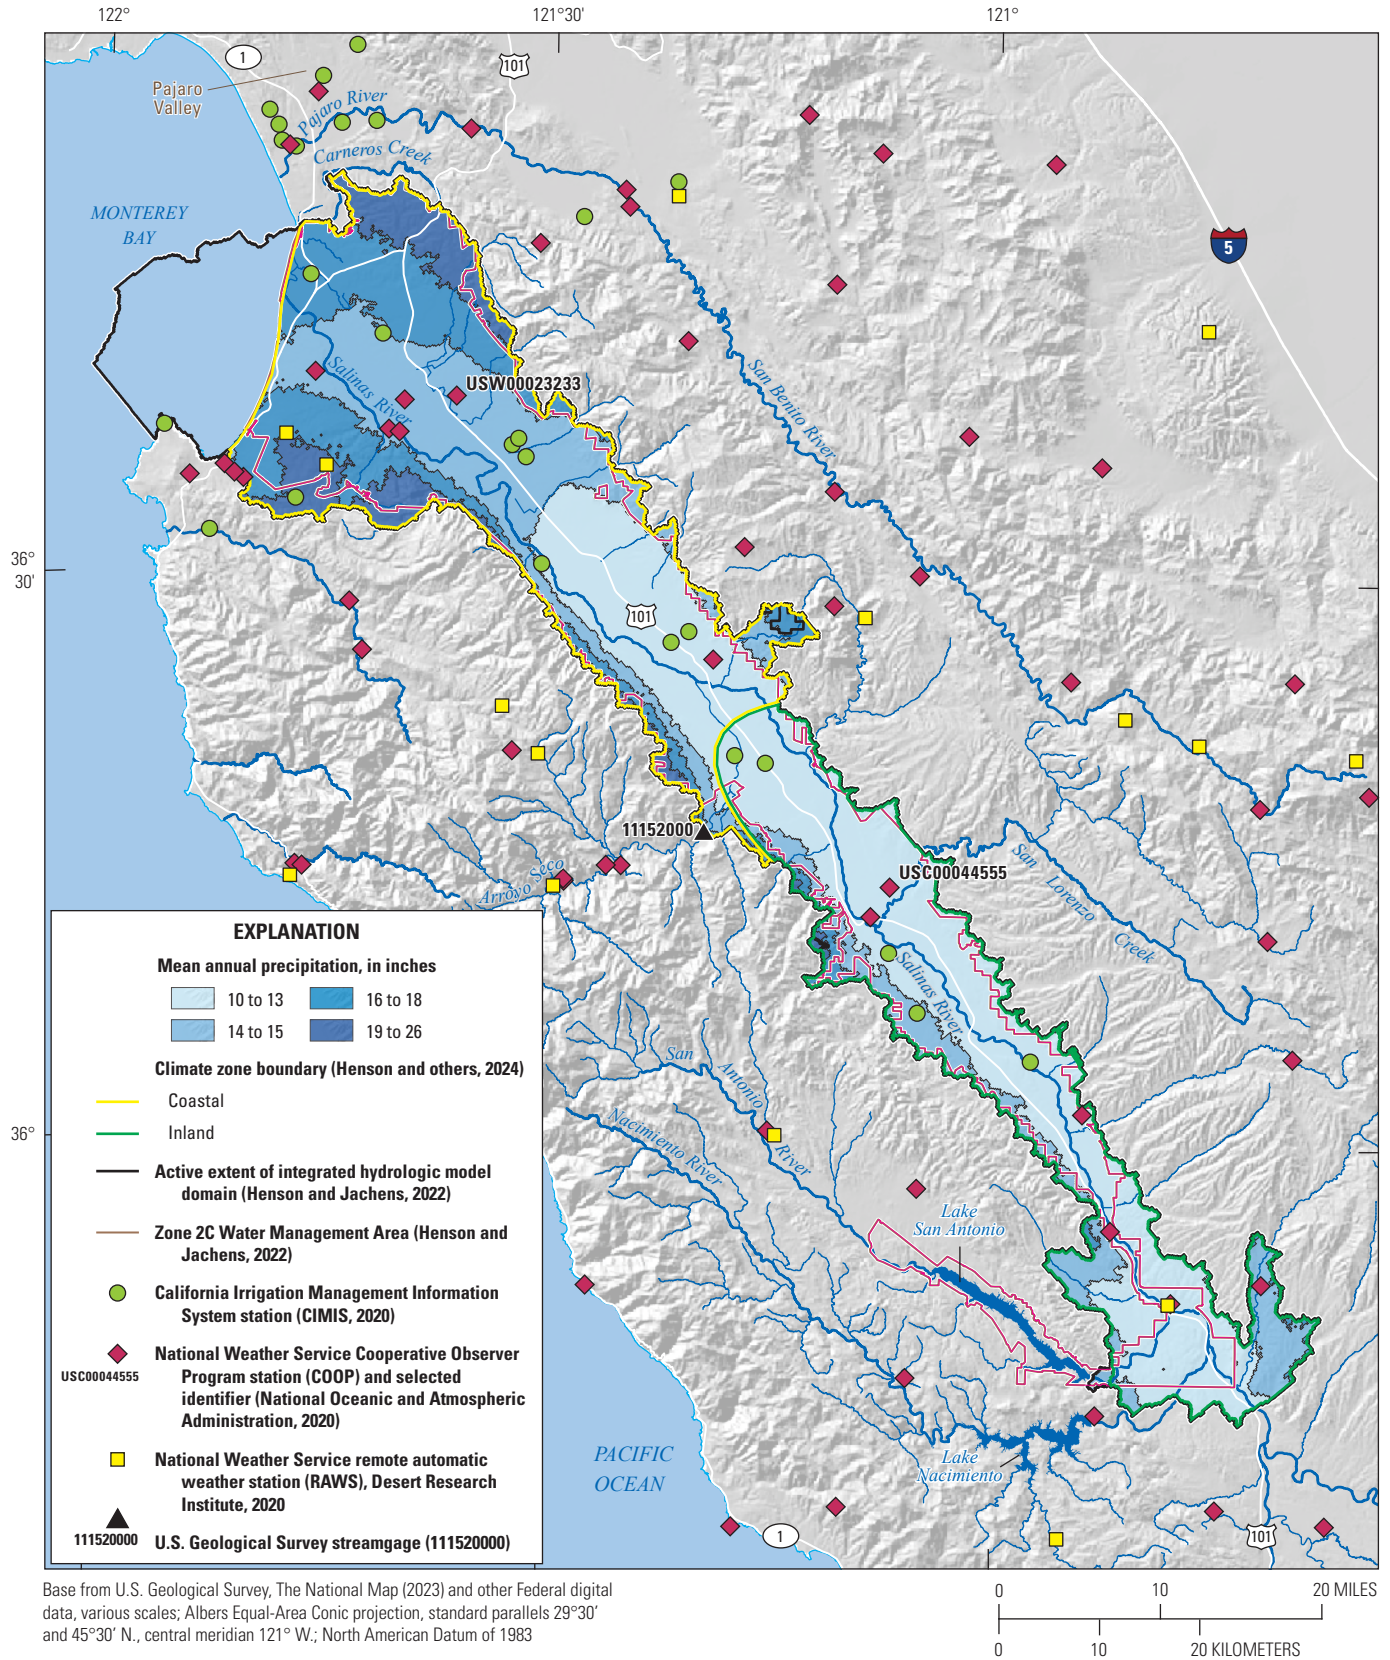 122°
121°30′
121°
1
101
Pajaro
Valley
Pajaro River
Carneros Creek
MONTEREY
BAY
5
USW00023233
Salinas River
San Benito River
36°
30′
101
11152000
Arroyo Seco
USC00044555
San Lorenzo Creek
Salinas River
San Antonio River
Nacimiento River
36°
Lake
San Antonio
Lake
Nacimiento
PACIFIC
OCEAN
1
101
EXPLANATION
Mean annual precipitation, in inches
10 to 13
16 to 18
14 to 15
19 to 26
Climate zone boundary (Henson and others, 2024)
Coastal
Inland
Active extent of integrated hydrologic model
domain (Henson and Jachens, 2022)
Zone 2C Water Management Area (Henson and
Jachens, 2022)
California Irrigation Management Information
System station (CIMIS, 2020)
National Weather Service Cooperative Observer
USC00044555 Program station (COOP) and selected
identifier (National Oceanic and Atmospheric
Administration, 2020)
National Weather Service remote automatic
weather station (RAWS), Desert Research
Institute, 2020
111520000 U.S. Geological Survey streamgage (111520000)
Base from U.S. Geological Survey, The National Map (2023) and other Federal digital
data, various scales; Albers Equal-Area Conic projection, standard parallels 29°30′
and 45°30′ N., central meridian 121° W.; North American Datum of 1983
0 10 20 MILES
0 10 20 KILOMETERS